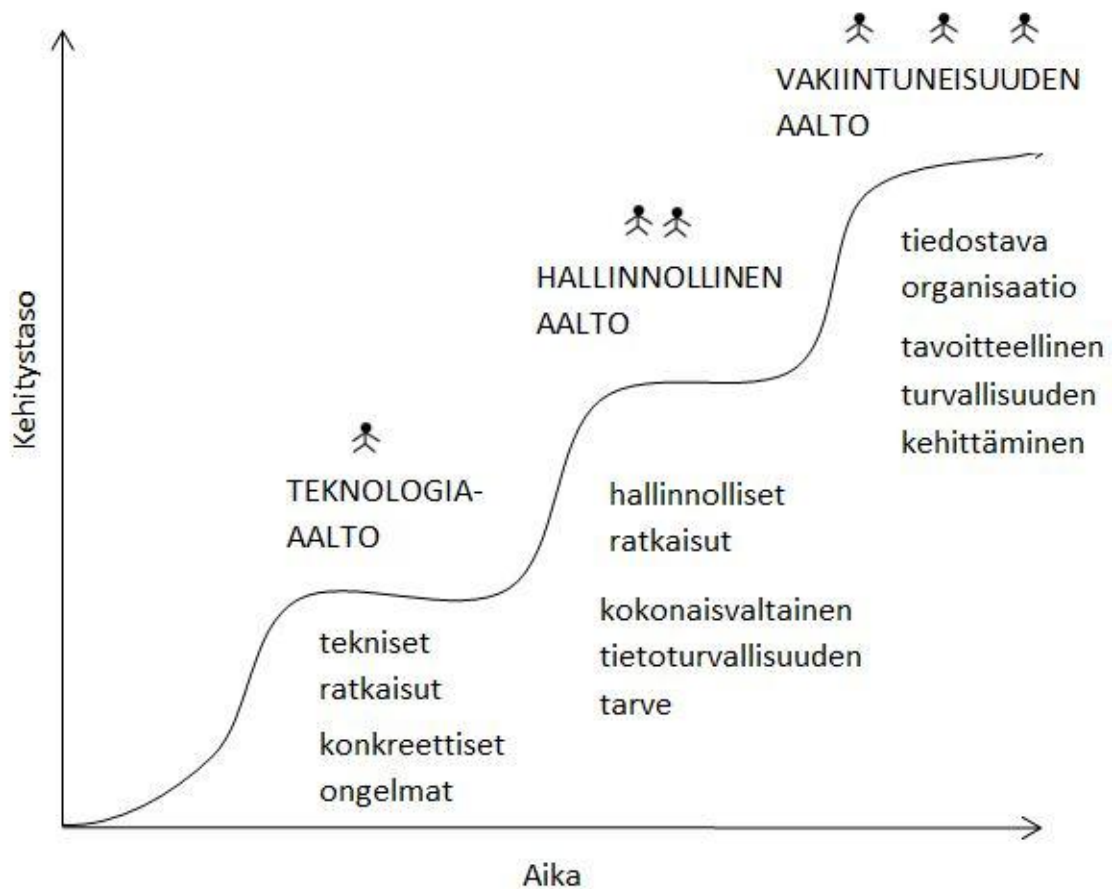 VAKIINTUNEISUUDEN
AALTO
tiedostava
organisaatio
tavoitteellinen
turvallisuuden
kehittäminen
HALLINNOLLINEN
AALTO
hallinnolliset
ratkaisut
kokonaisvaltainen
tietoturvallisuuden
tarve
TEKNOLOGIA-
AALTO
tekniset
ratkaisut
konkreettiset
ongelmat
Kehitystaso
Aika